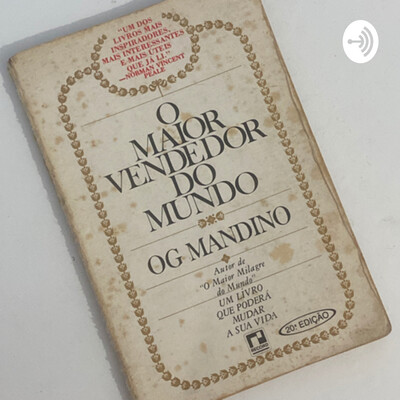 "UM DOS
LIVROS MAIS
INSPIRADORES,
MAIS INTERESSANTES
E MAIS ÚTEIS
QUE JÁ LI."
—NORMAN VINCENT
PEALE
O
MAIOR
VENDEDOR
DO
MUNDO
OG MANDINO
Autor de
"O Maior Milagre
do Mundo"
UM LIVRO
QUE PODERÁ
MUDAR
A SUA VIDA
20ª EDIÇÃO
RECORD